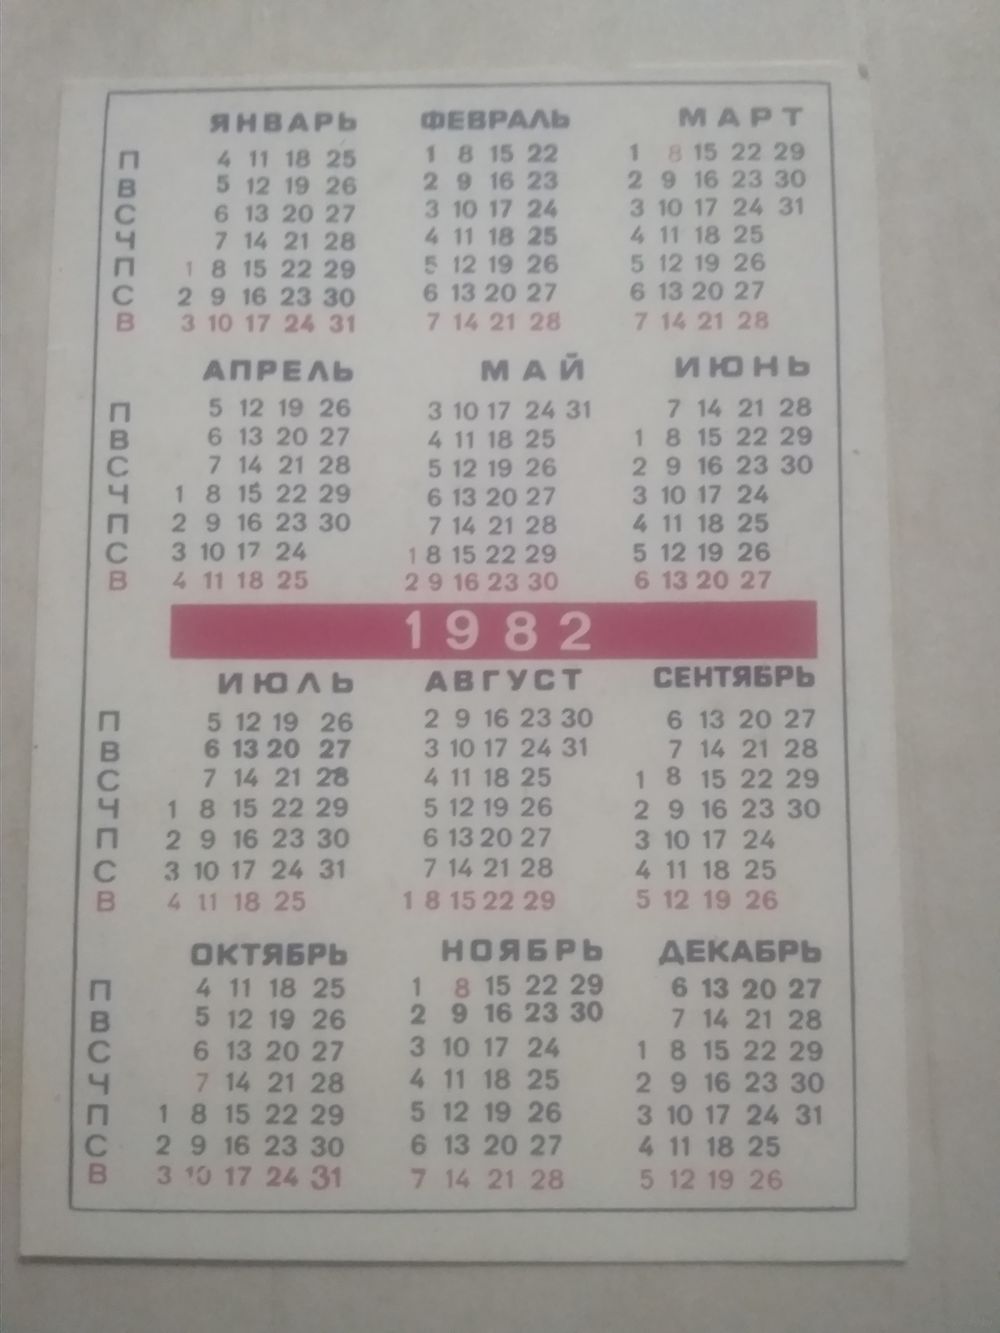 ЯНВАРЬ ФЕВРАЛЬ МАРТ
П 4 11 18 25 1 8 15 22 1 8 15 22 29
В 5 12 19 26 2 9 16 23 2 9 16 23 30
С 6 13 20 27 3 10 17 24 3 10 17 24 31
Ч 7 14 21 28 4 11 18 25 4 11 18 25
П 1 8 15 22 29 5 12 19 26 5 12 19 26
С 2 9 16 23 30 6 13 20 27 6 13 20 27
В 3 10 17 24 31 7 14 21 28 7 14 21 28
АПРЕЛЬ МАЙ ИЮНЬ
П 5 12 19 26 3 10 17 24 31 7 14 21 28
В 6 13 20 27 4 11 18 25 1 8 15 22 29
С 7 14 21 28 5 12 19 26 2 9 16 23 30
Ч 1 8 15 22 29 6 13 20 27 3 10 17 24
П 2 9 16 23 30 7 14 21 28 4 11 18 25
С 3 10 17 24 1 8 15 22 29 5 12 19 26
В 4 11 18 25 2 9 16 23 30 6 13 20 27
1982
ИЮЛЬ АВГУСТ СЕНТЯБРЬ
П 5 12 19 26 2 9 16 23 30 6 13 20 27
В 6 13 20 27 3 10 17 24 31 7 14 21 28
С 7 14 21 28 4 11 18 25 1 8 15 22 29
Ч 1 8 15 22 29 5 12 19 26 2 9 16 23 30
П 2 9 16 23 30 6 13 20 27 3 10 17 24
С 3 10 17 24 31 7 14 21 28 4 11 18 25
В 4 11 18 25 1 8 15 22 29 5 12 19 26
ОКТЯБРЬ НОЯБРЬ ДЕКАБРЬ
П 4 11 18 25 1 8 15 22 29 6 13 20 27
В 5 12 19 26 2 9 16 23 30 7 14 21 28
С 6 13 20 27 3 10 17 24 1 8 15 22 29
Ч 7 14 21 28 4 11 18 25 2 9 16 23 30
П 1 8 15 22 29 5 12 19 26 3 10 17 24 31
С 2 9 16 23 30 6 13 20 27 4 11 18 25
В 3 10 17 24 31 7 14 21 28 5 12 19 26